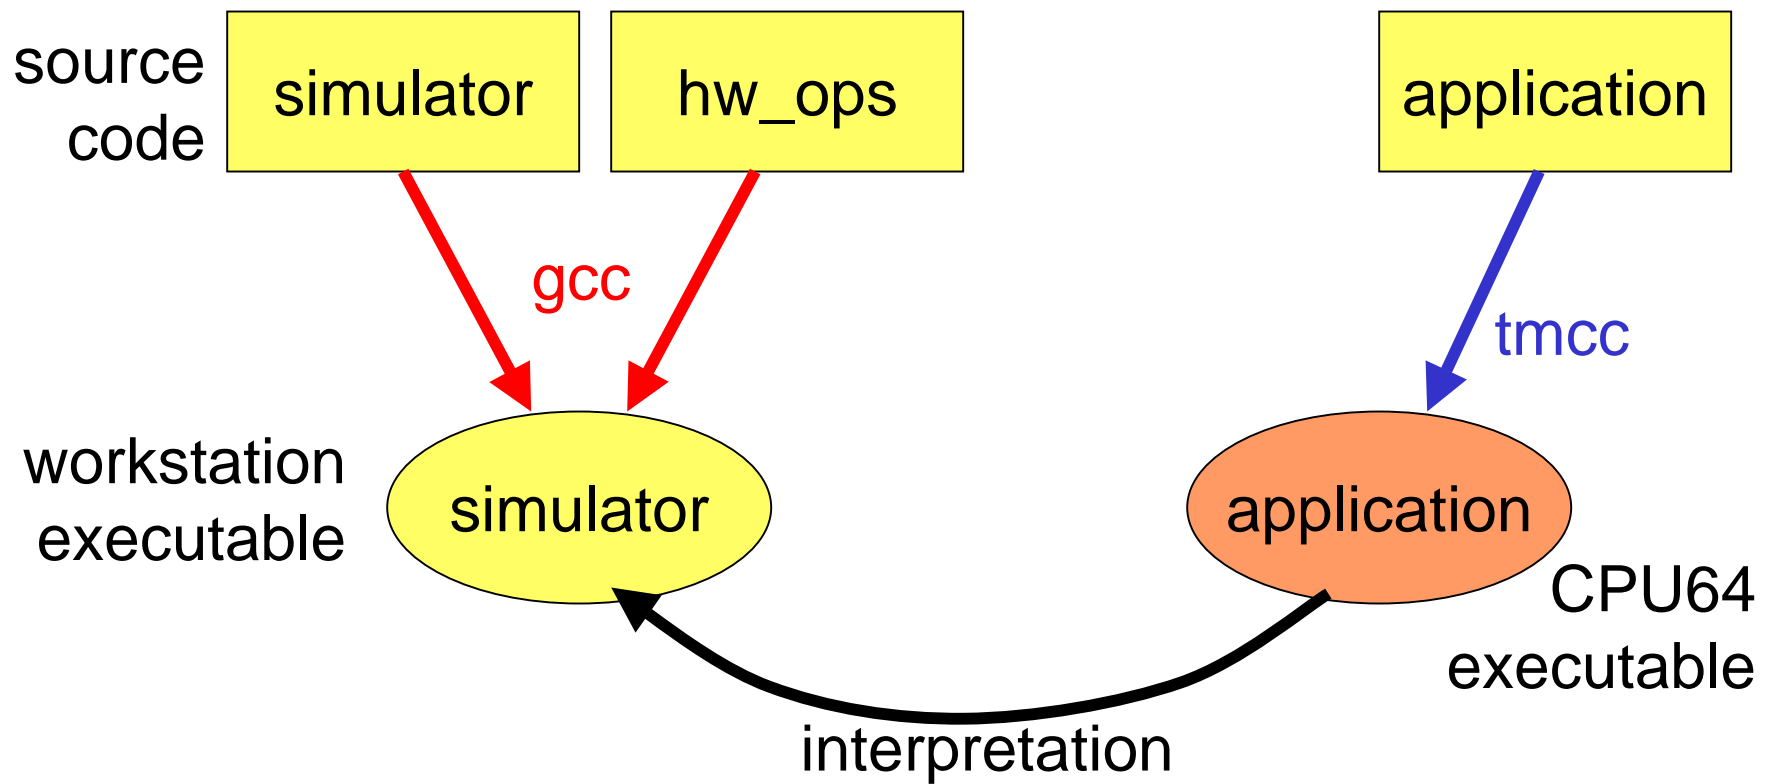 source
code
simulator
hw_ops
application
gcc
tmcc
workstation
executable
simulator
application
CPU64
executable
interpretation